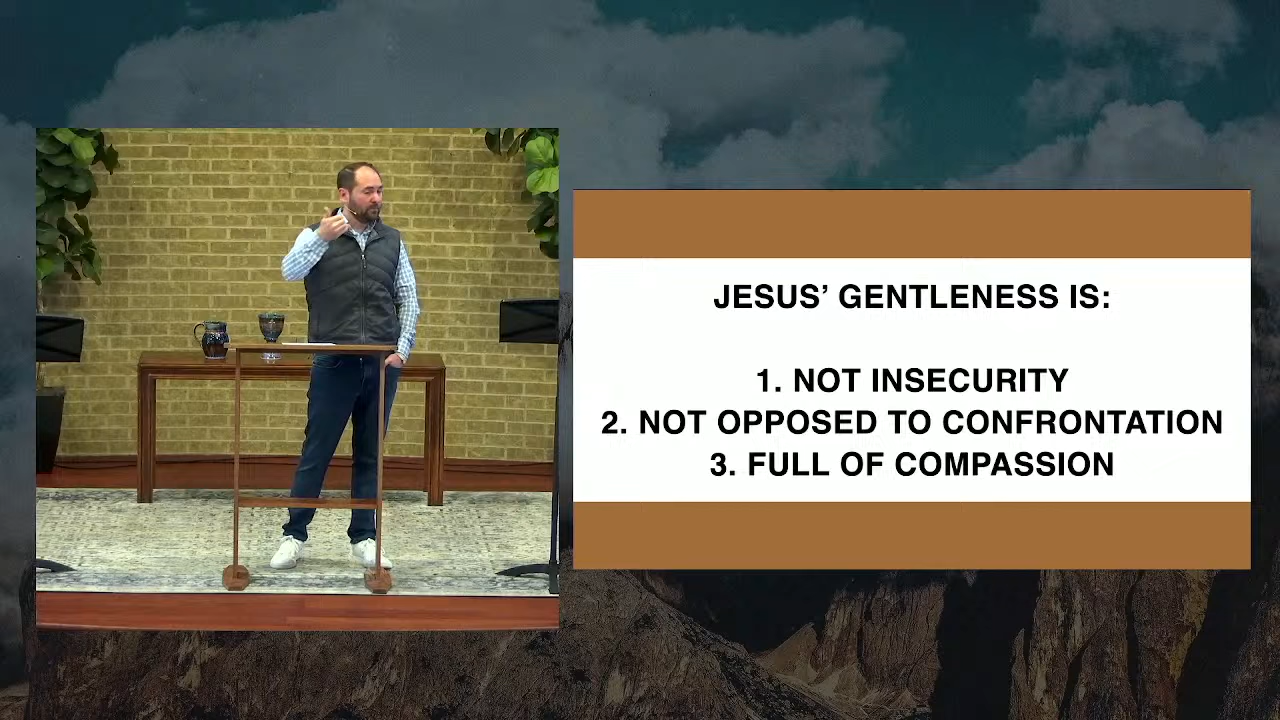 JESUS’ GENTLENESS IS:
1. NOT INSECURITY
2. NOT OPPOSED TO CONFRONTATION
3. FULL OF COMPASSION